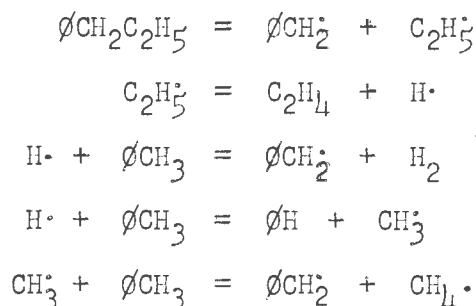 ØCH₂C₂H₅ = ØCH₂· + C₂H₅·
C₂H₅· = C₂H₄ + H·
H· + ØCH₃ = ØCH₂· + H₂
H· + ØCH₃ = ØH + CH₃·
CH₃· + ØCH₃ = ØCH₂· + CH₄.